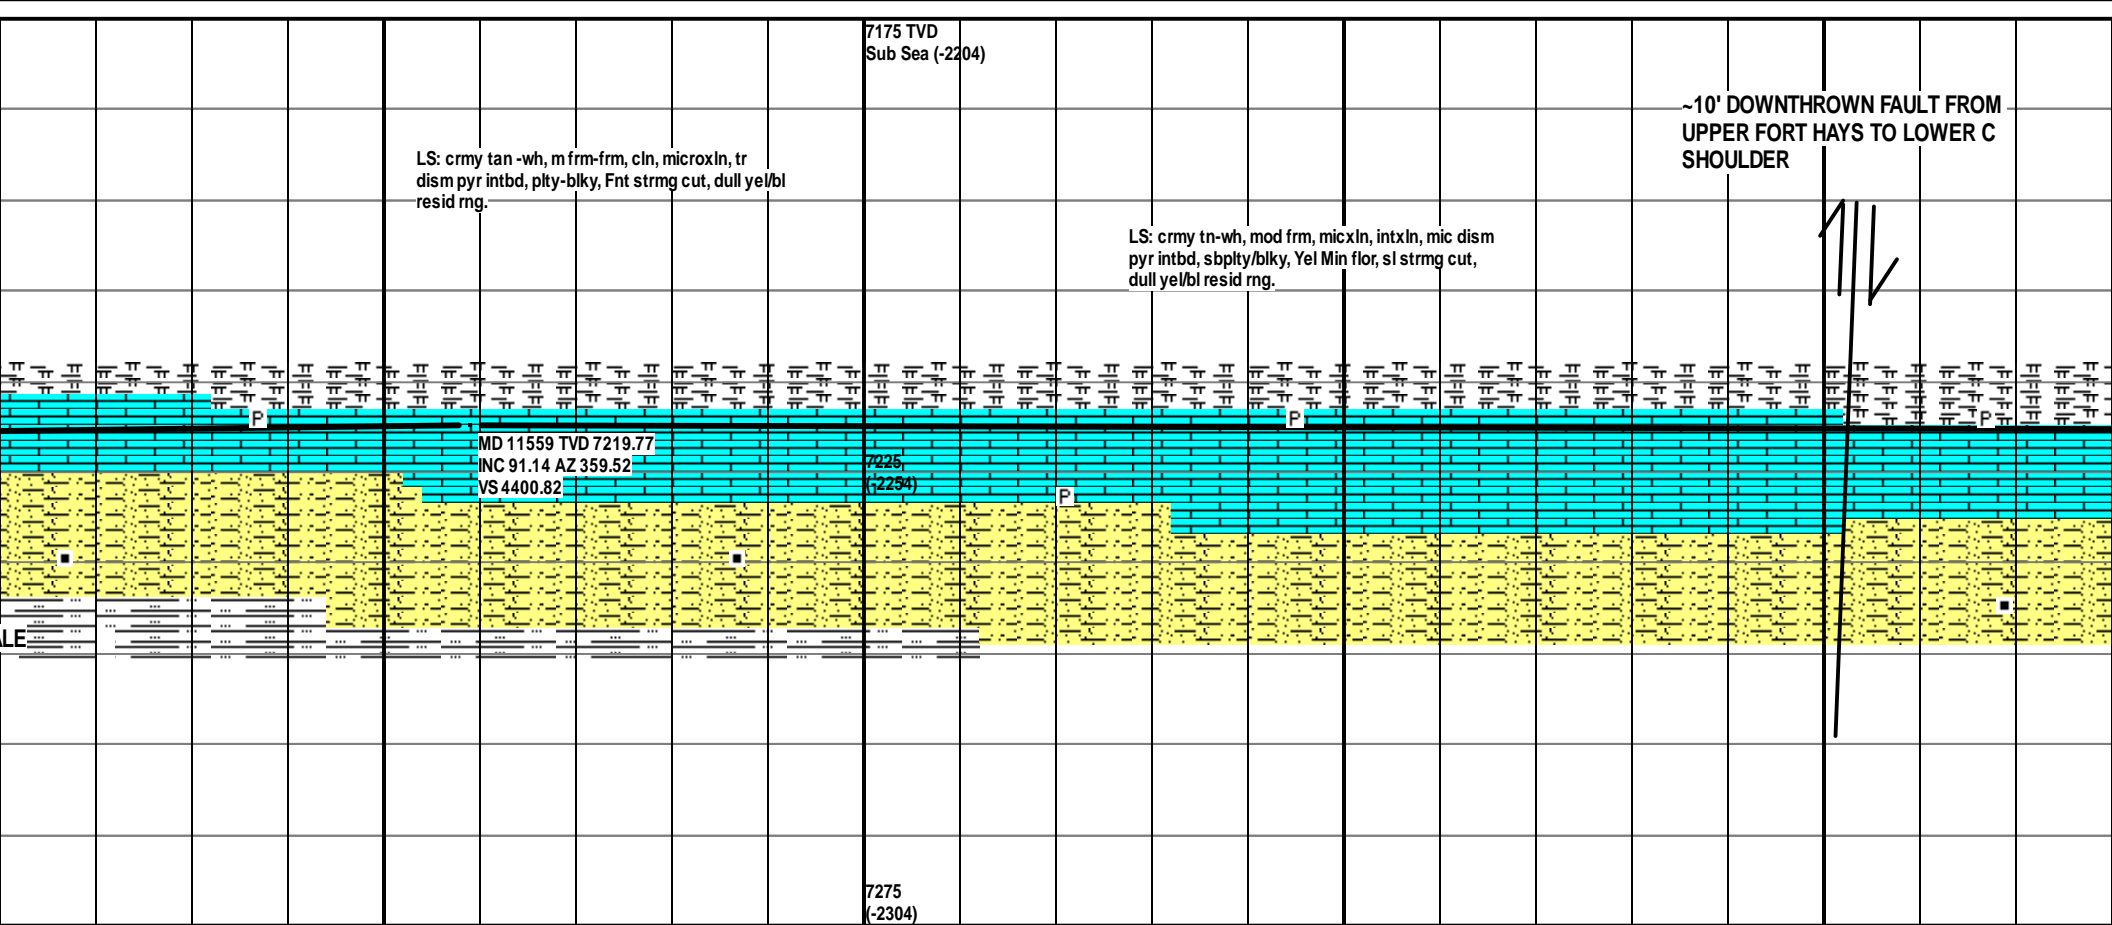 7175 TVD
Sub Sea (-2204)
~10' DOWNTHROWN FAULT FROM
UPPER FORT HAYS TO LOWER C
SHOULDER
LS: crmy tan -wh, m frm-frm, cln, microxln, tr
dism pyr intbd, plty-blky, Fnt strmg cut, dull yel/bl
resid rng.
LS: crmy tn-wh, mod frm, micxln, intxln, mic dism
pyr intbd, sbplty/blky, Yel Min flor, sl strmg cut,
dull yel/bl resid rng.
P
P
P
MD 11559 TVD 7219.77
INC 91.14 AZ 359.52
VS 4400.82
7225
(-2254)
P
ALE
7275
(-2304)